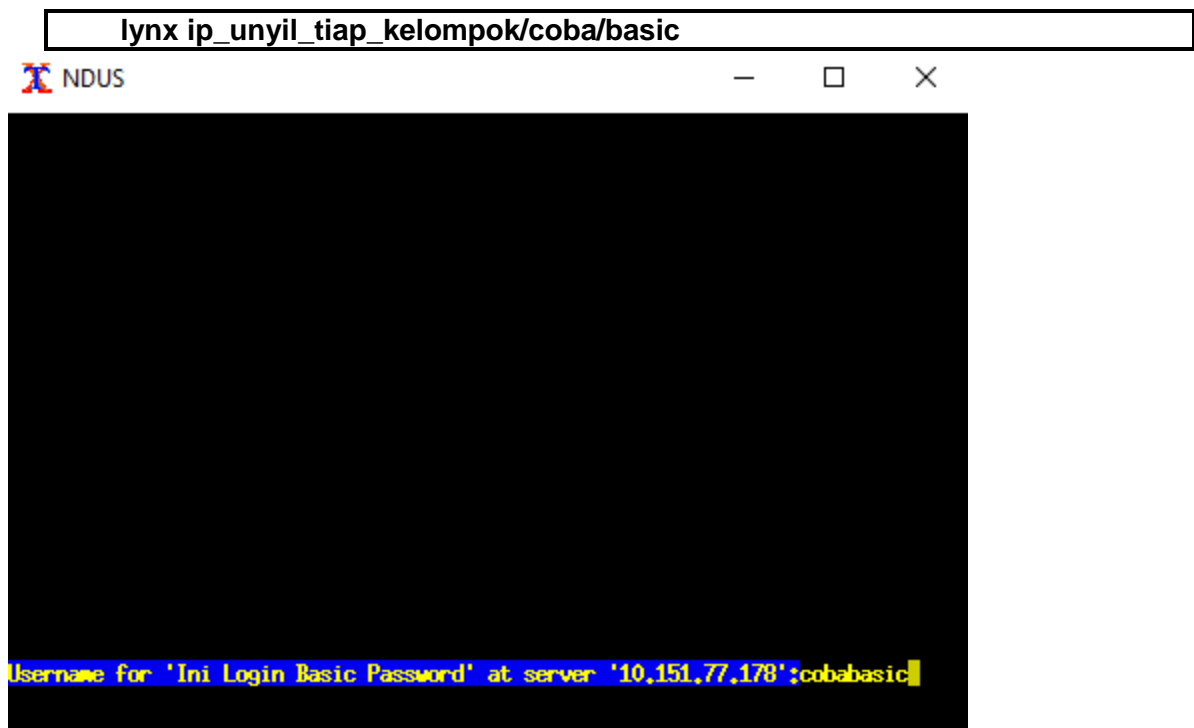 lynx ip_unyil_tiap_kelompok/coba/basic
NDUS
Username for 'Ini Login Basic Password' at server '10.151.77.178':cobabasic